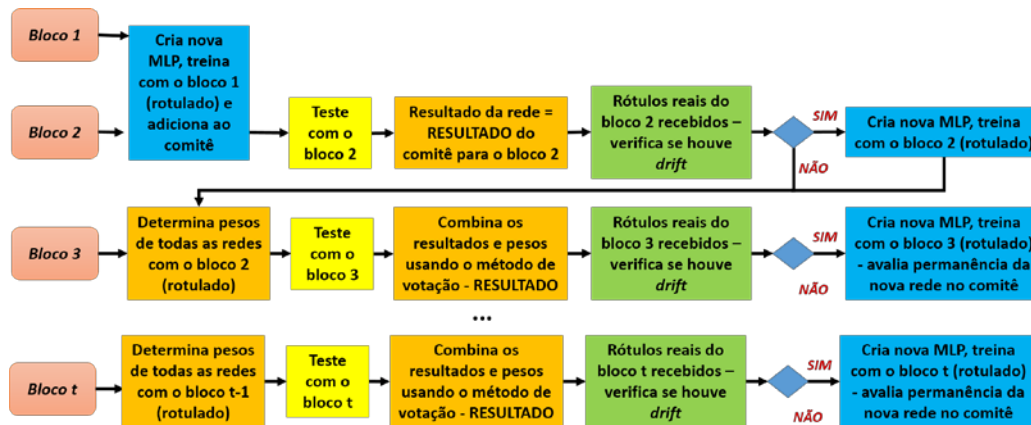 Bloco 1
Cria nova
MLP, treina
com o bloco 1
(rotulado) e
adiciona ao
comitê
Bloco 2
Teste
com o
bloco 2
Resultado da rede =
RESULTADO do
comitê para o bloco 2
Rótulos reais do
bloco 2 recebidos –
verifica se houve
drift
SIM
NÃO
Cria nova MLP, treina
com o bloco 2 (rotulado)
Bloco 3
Determina pesos
de todas as redes
com o bloco 2
(rotulado)
Teste
com o
bloco 3
Combina os
resultados e pesos
usando o método de
votação - RESULTADO
Rótulos reais do
bloco 3 recebidos –
verifica se houve
drift
SIM
NÃO
Cria nova MLP, treina
com o bloco 3 (rotulado)
- avalia permanência da
nova rede no comitê
...
Bloco t
Determina pesos
de todas as redes
com o bloco t-1
(rotulado)
Teste
com o
bloco t
Combina os
resultados e pesos
usando o método de
votação - RESULTADO
Rótulos reais do
bloco t recebidos –
verifica se houve
drift
SIM
NÃO
Cria nova MLP, treina
com o bloco t (rotulado)
- avalia permanência da
nova rede no comitê